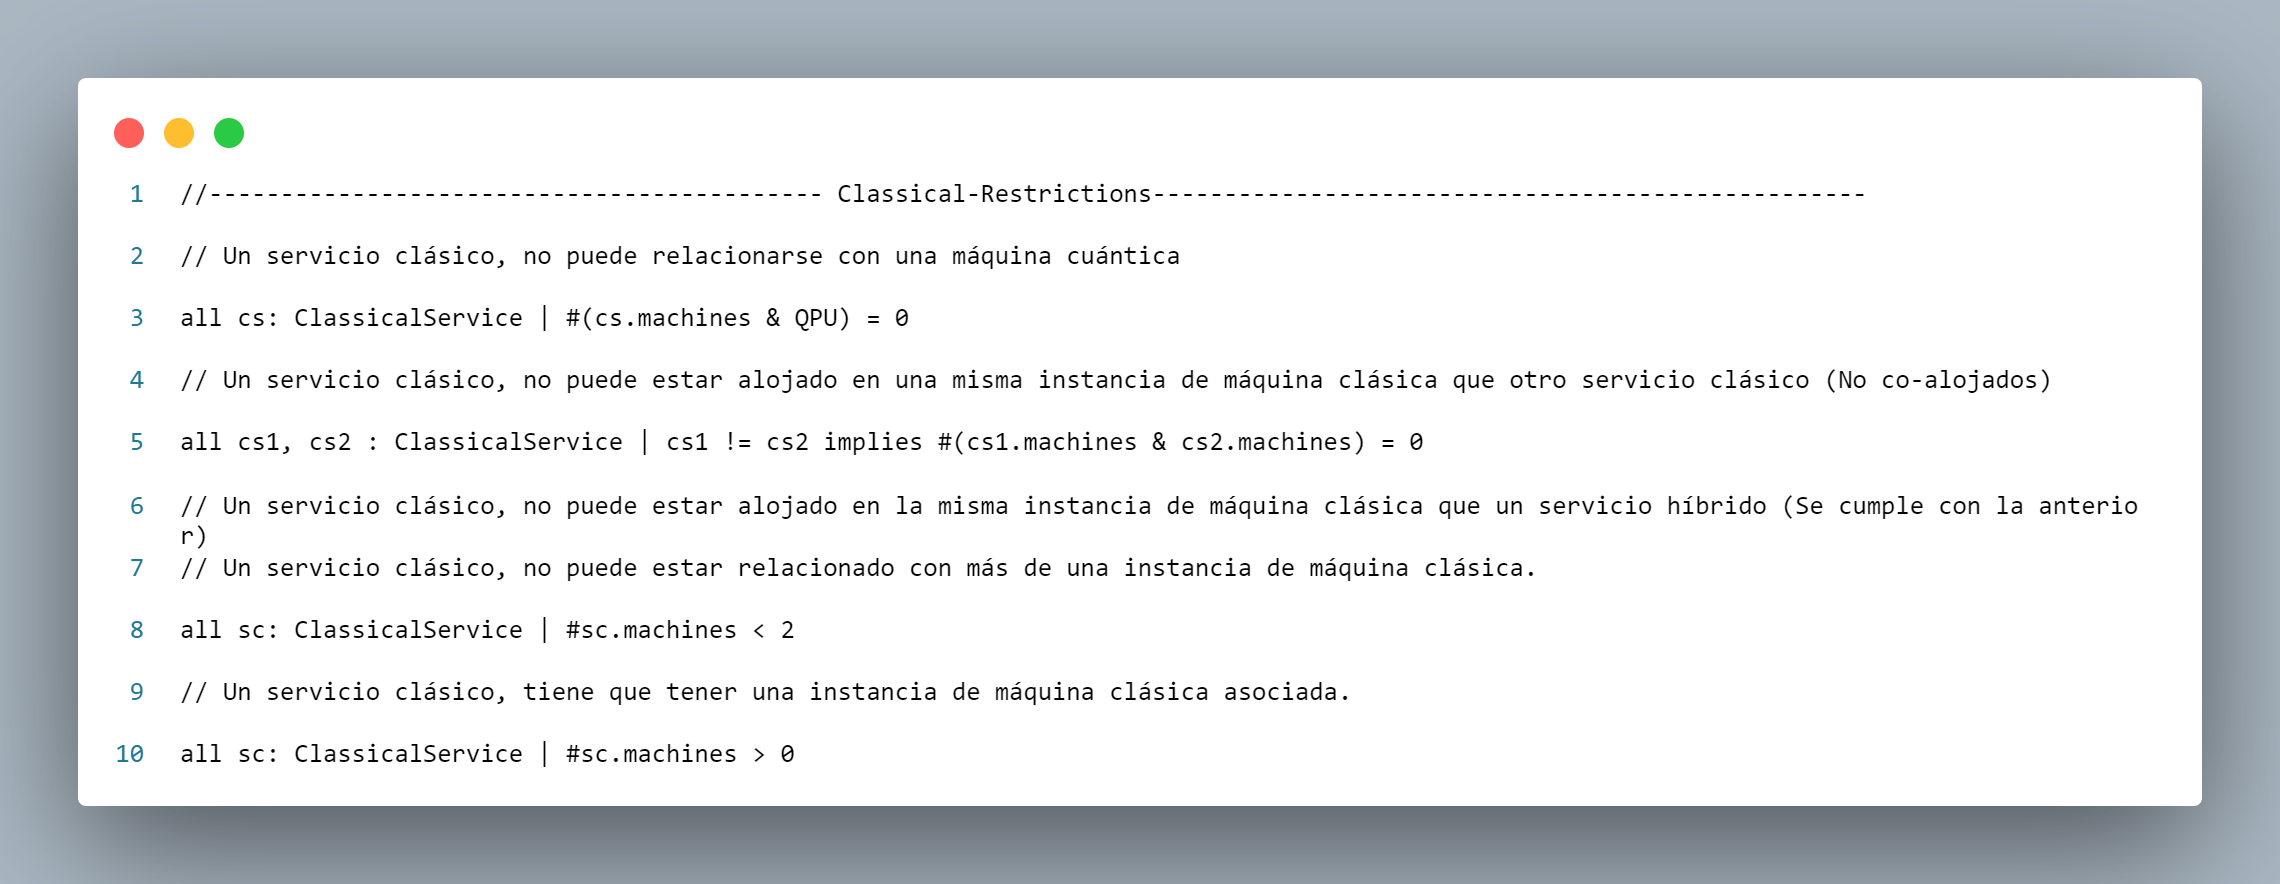 1 //------------------------------------------- Classical-Restrictions--------------------------------------------------
2 // Un servicio clásico, no puede relacionarse con una máquina cuántica
3 all cs: ClassicalService | #(cs.machines & QPU) = 0
4 // Un servicio clásico, no puede estar alojado en una misma instancia de máquina clásica que otro servicio clásico (No co-alojados)
5 all cs1, cs2 : ClassicalService | cs1 != cs2 implies #(cs1.machines & cs2.machines) = 0
6 // Un servicio clásico, no puede estar alojado en la misma instancia de máquina clásica que un servicio híbrido (Se cumple con la anterio
r)
7 // Un servicio clásico, no puede estar relacionado con más de una instancia de máquina clásica.
8 all sc: ClassicalService | #sc.machines < 2
9 // Un servicio clásico, tiene que tener una instancia de máquina clásica asociada.
10 all sc: ClassicalService | #sc.machines > 0